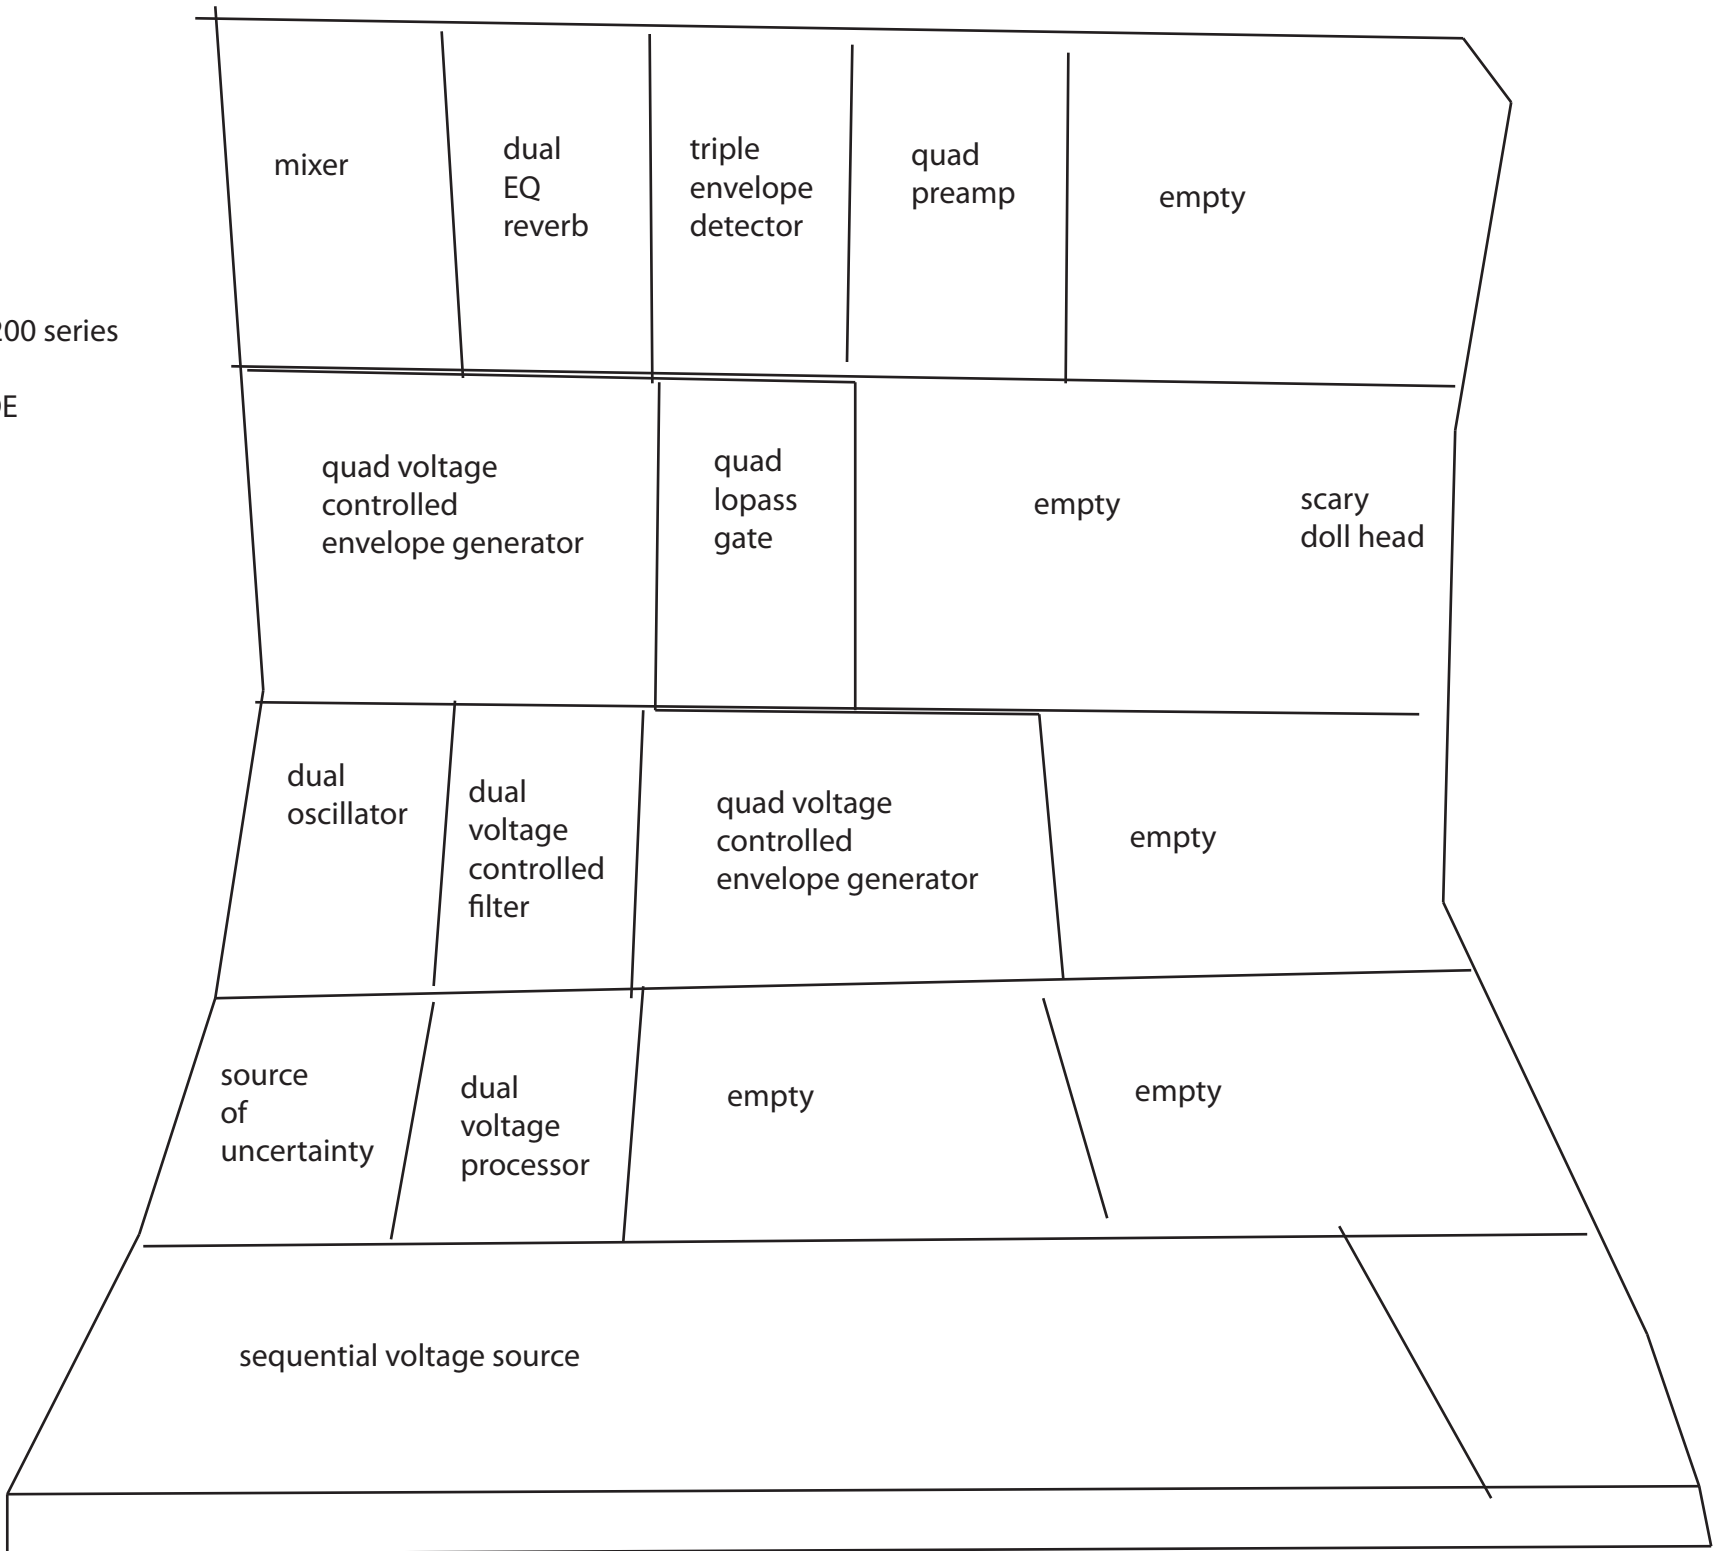 mixer
dual
EQ
reverb
triple
envelope
detector
quad
preamp
empty
200 series
E
quad voltage
controlled
envelope generator
quad
lopass
gate
empty
scary
doll head
dual
oscillator
dual
voltage
controlled
filter
quad voltage
controlled
envelope generator
empty
source
of
uncertainty
dual
voltage
processor
empty
empty
sequential voltage source